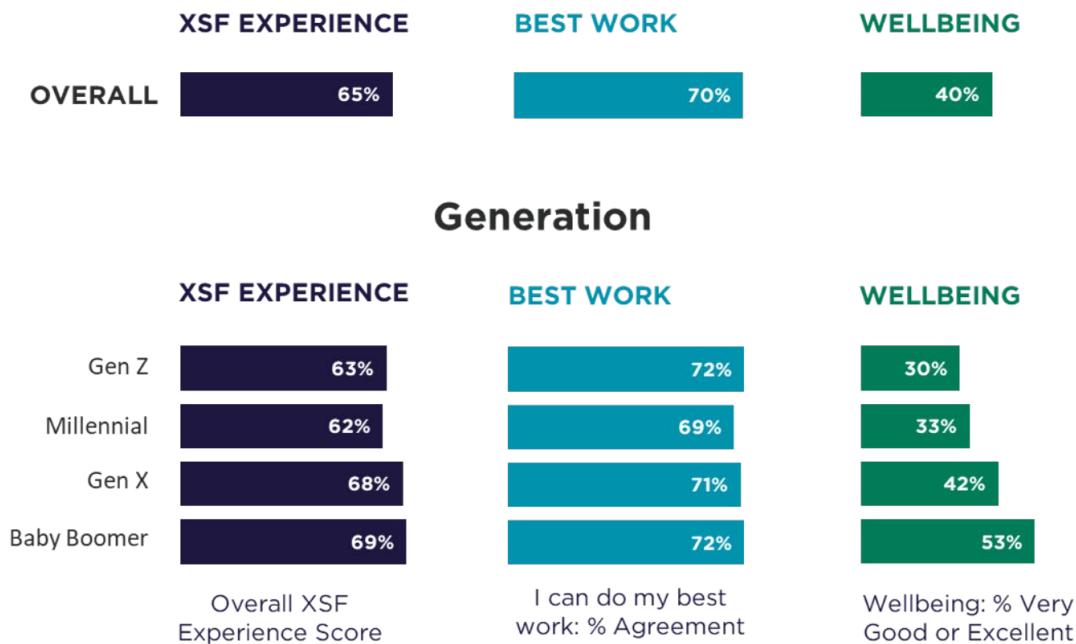 XSF EXPERIENCE BEST WORK WELLBEING
OVERALL 65% 70% 40%
Generation
XSF EXPERIENCE BEST WORK WELLBEING
Gen Z 63% 72% 30%
Millennial 62% 69% 33%
Gen X 68% 71% 42%
Baby Boomer 69% 72% 53%
Overall XSF
Experience Score
I can do my best
work: % Agreement
Wellbeing: % Very
Good or Excellent